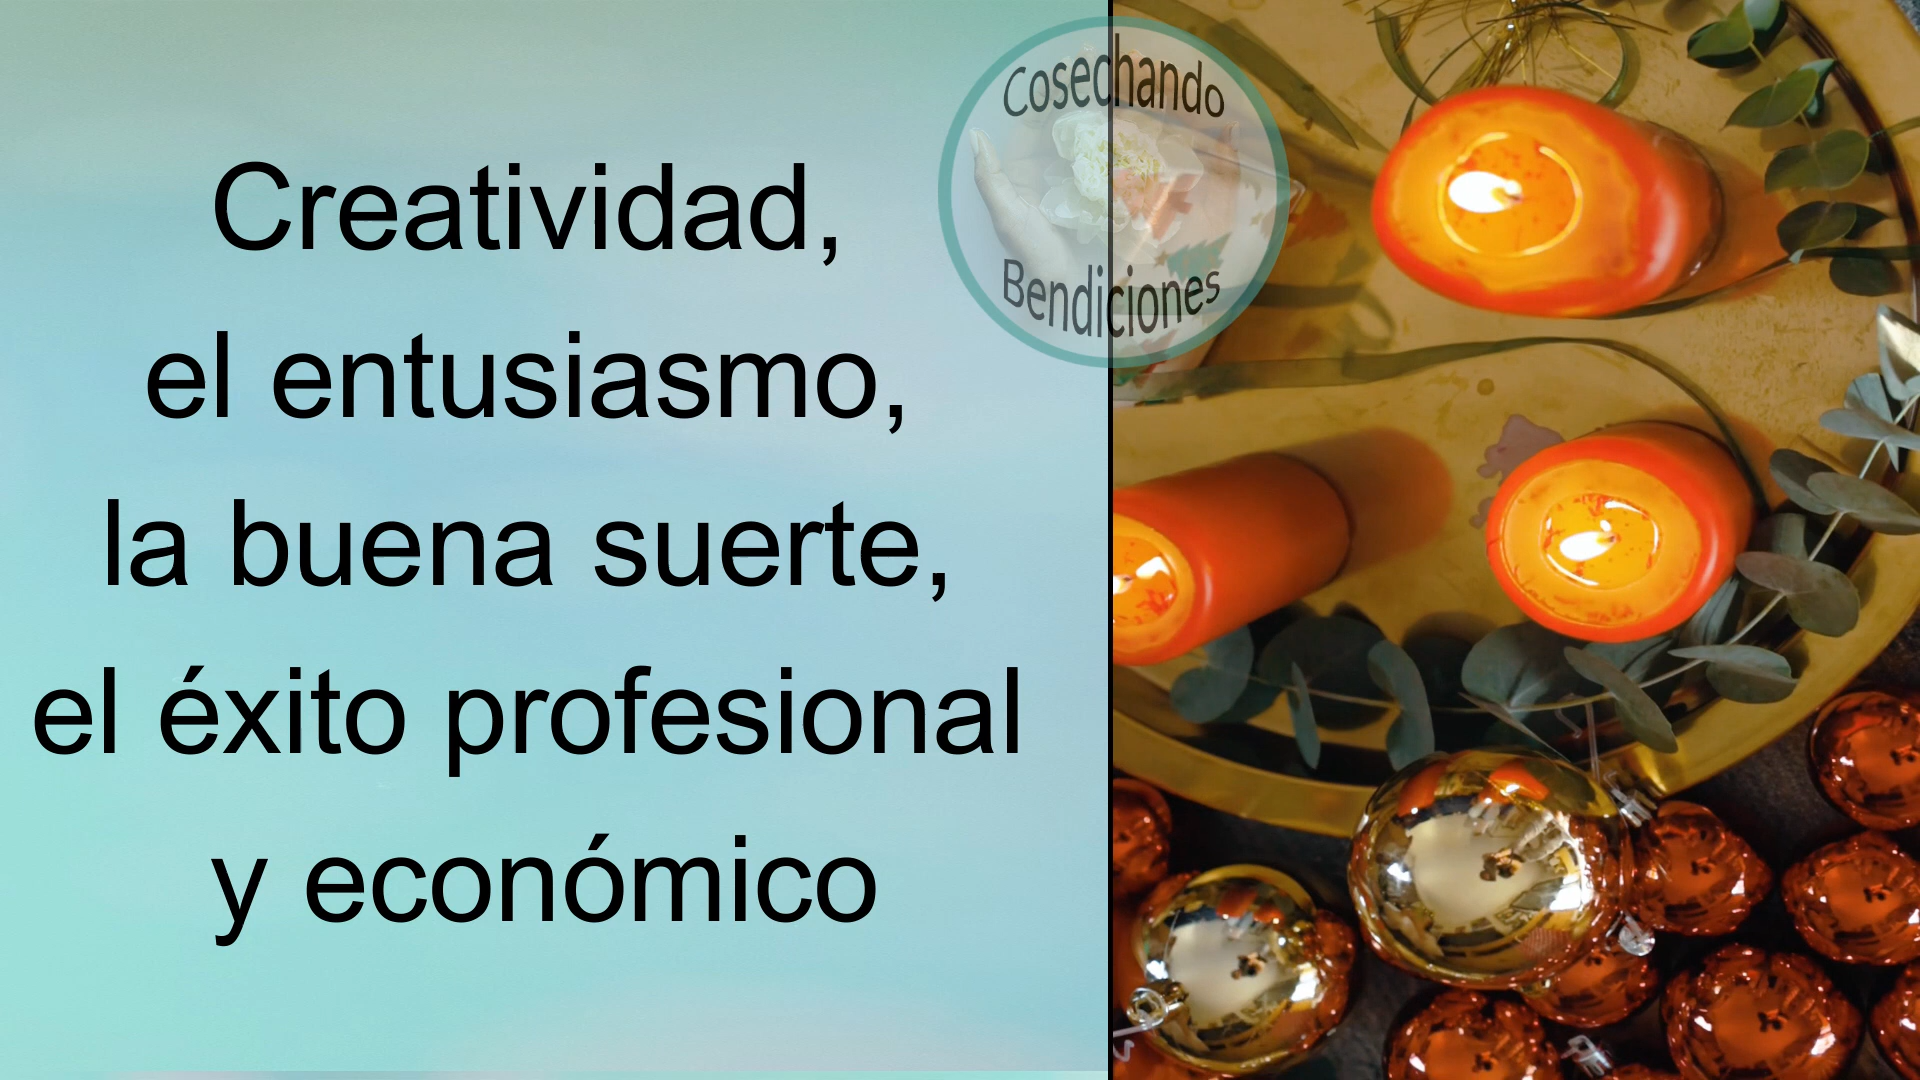 Cosechando
Bendiciones
Creatividad,
el entusiasmo,
la buena suerte,
el éxito profesional
y económico